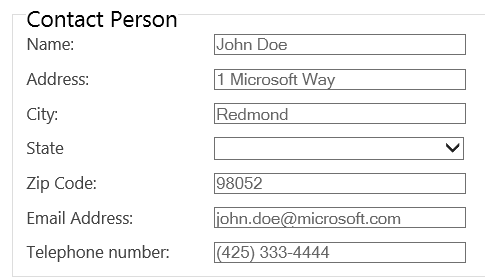 Contact Person
Name: John Doe
Address: 1 Microsoft Way
City: Redmond
State
Zip Code: 98052
Email Address: john.doe@microsoft.com
Telephone number: (425) 333-4444